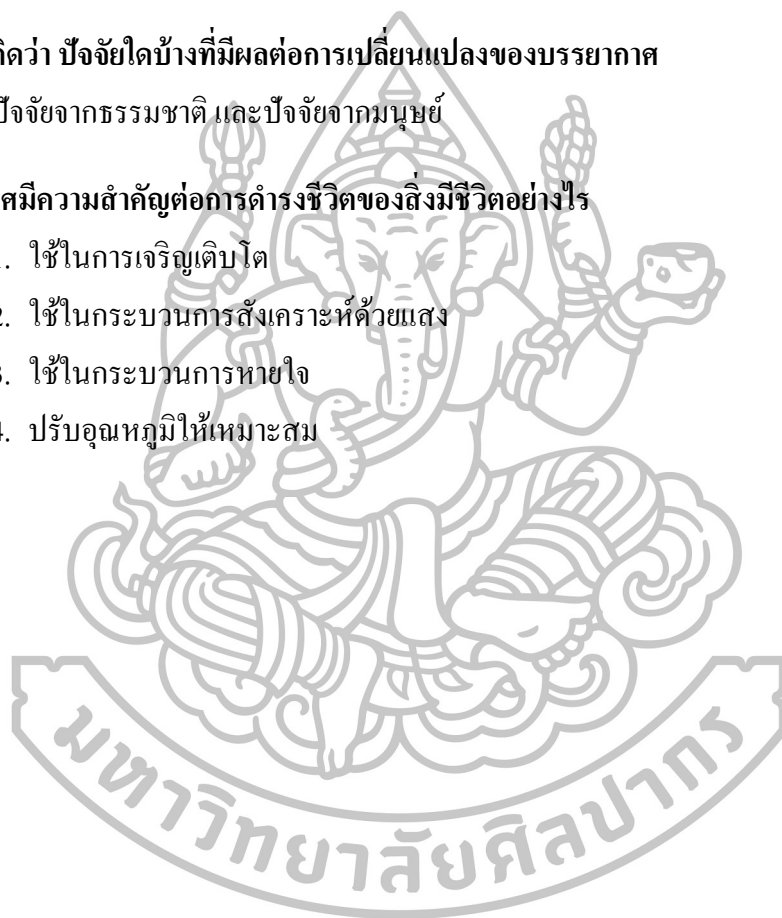 คิดว่า ปัจจัยใดบ้างที่มีผลต่อการเปลี่ยนแปลงของบรรยากาศ
ปัจจัยจากธรรมชาติ และปัจจัยจากมนุษย์
ศมีความสำคัญต่อการดำรงชีวิตของสิ่งมีชีวิตอย่างไร
. ใช้ในการเจริญเติบโต
2. ใช้ในกระบวนการสังเคราะห์ด้วยแสง
3. ใช้ในกระบวนการหายใจ
4. ปรับอุณหภูมิให้เหมาะสม
มหาวิทยาลัยศิลปากร